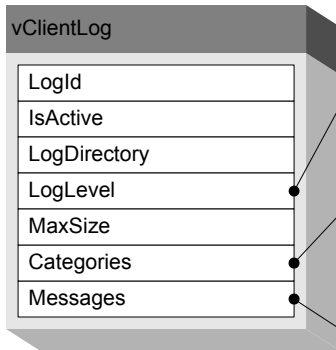 vClientLog
LogId
IsActive
LogDirectory
LogLevel
MaxSize
Categories
Messages